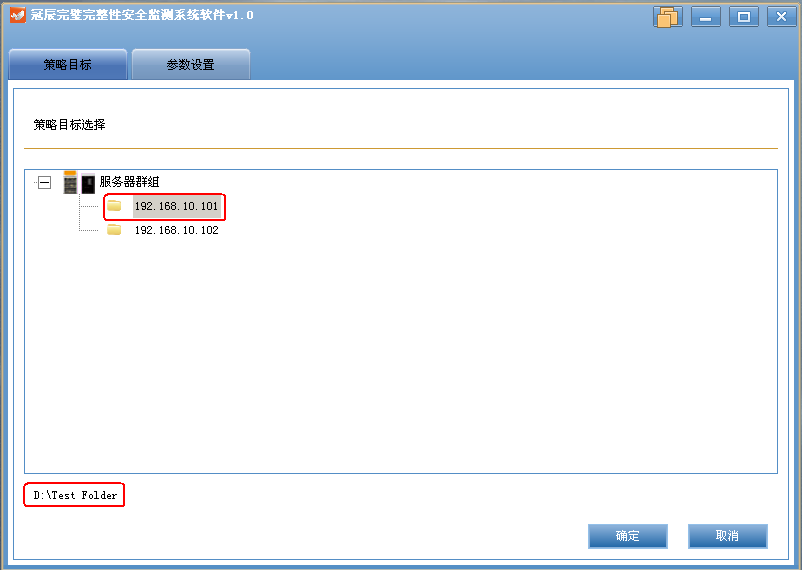 冠辰完璧完整性安全监测系统软件v1.0
策略目标
参数设置
策略目标选择
服务器群组
192.168.10.101
192.168.10.102
D:\Test Folder
确定
取消